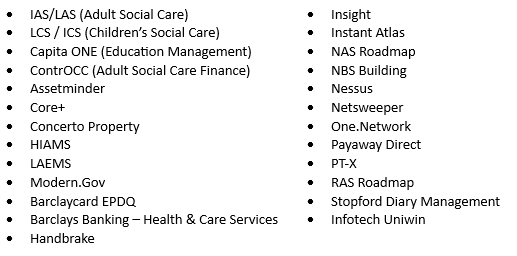 • IAS/LAS (Adult Social Care)
• LCS / ICS (Children's Social Care)
• Capita ONE (Education Management)
• ContrOCC (Adult Social Care Finance)
• Assetminder
• Core+
• Concerto Property
• HIAMS
• LAEMS
• Modern.Gov
• Barclaycard EPDQ
• Barclays Banking – Health & Care Services
• Handbrake
• Insight
• Instant Atlas
• NAS Roadmap
• NBS Building
• Nessus
• Netsweeper
• One.Network
• Payaway Direct
• PT-X
• RAS Roadmap
• Stopford Diary Management
• Infotech Uniwin